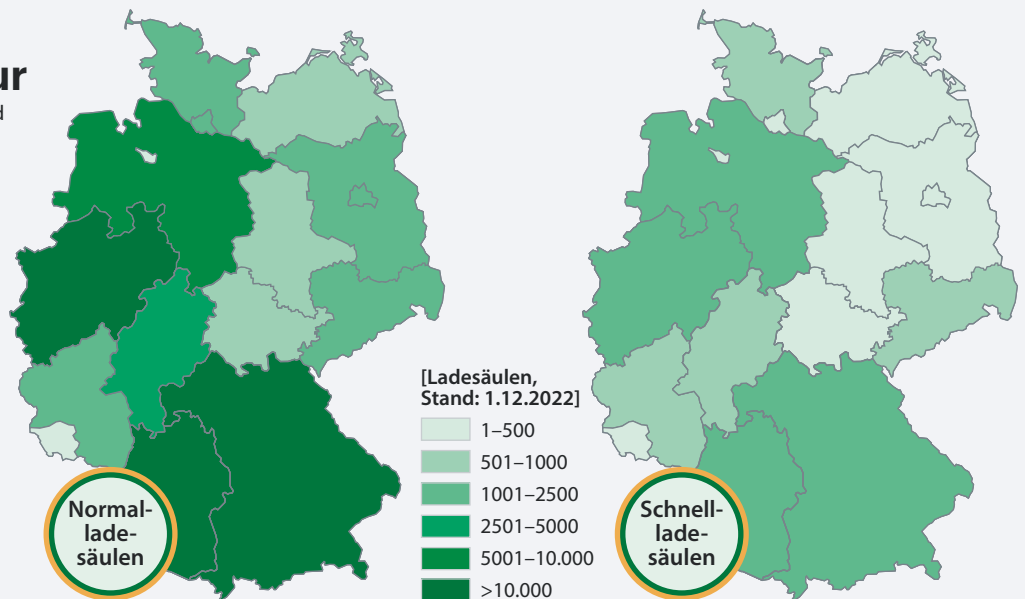 ur
d
[Ladesäulen,
Stand: 1.12.2022]
1–500
501–1000
1001–2500
2501–5000
5001–10.000
>10.000
Normal-
lade-
säulen
Schnell-
lade-
säulen